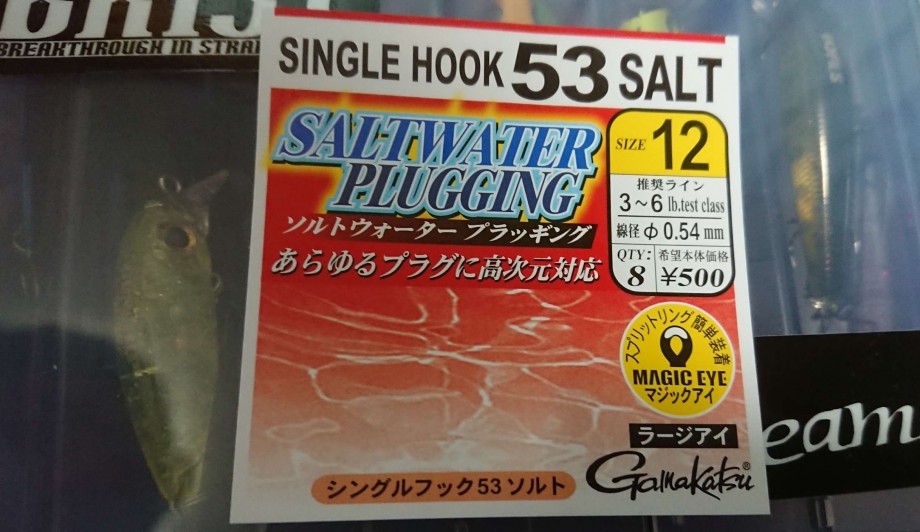 BREAKTHROUGH IN
SINGLE HOOK 53 SALT
SALTWATER
PLUGGING
ソルトウォーター プラッギング
あらゆるプラグに高次元対応
SIZE 12
推奨ライン
3～6 lb.test class
線径 φ 0.54 mm
QTY: 8
希望本体価格
¥500
スプリットリング簡単装着
MAGIC EYE
マジックアイ
ラージアイ
Gamakatsu®
シングルフック53ソルト
eam